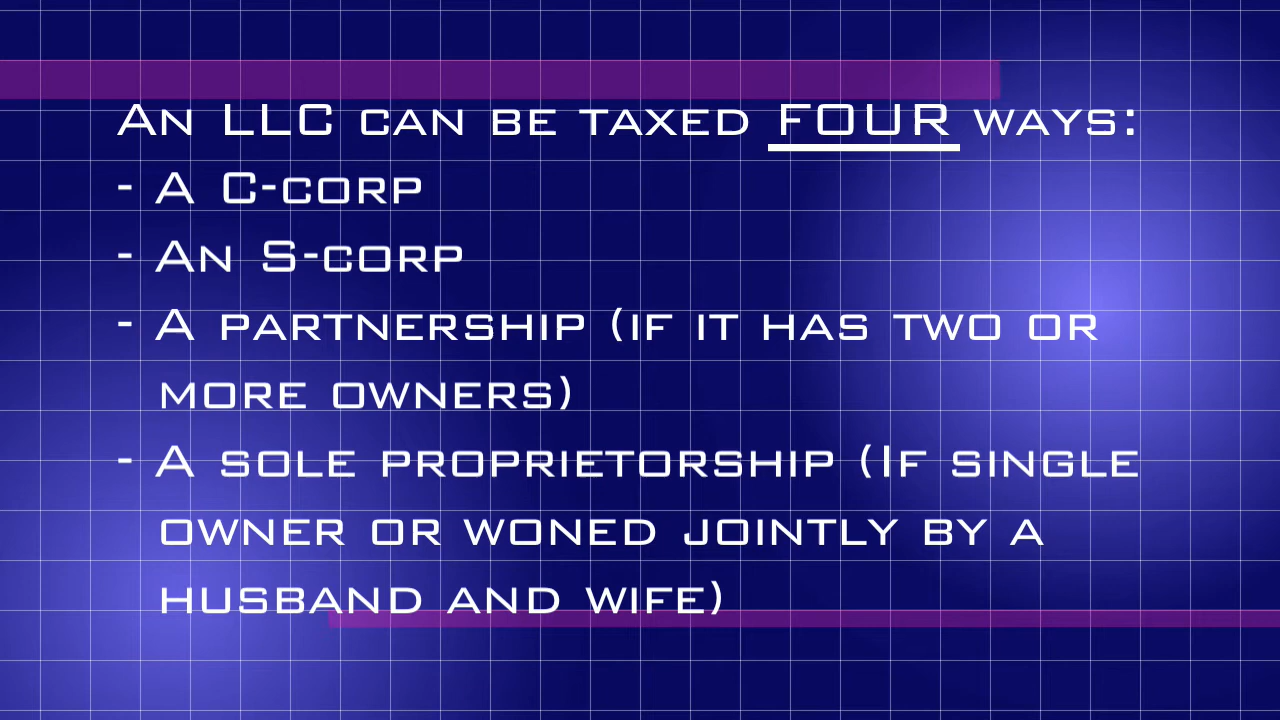 An LLC can be taxed FOUR ways:
- A C-corp
- An S-corp
- A partnership (if it has two or
more owners)
- A sole proprietorship (If single
owner or woned jointly by a
husband and wife)